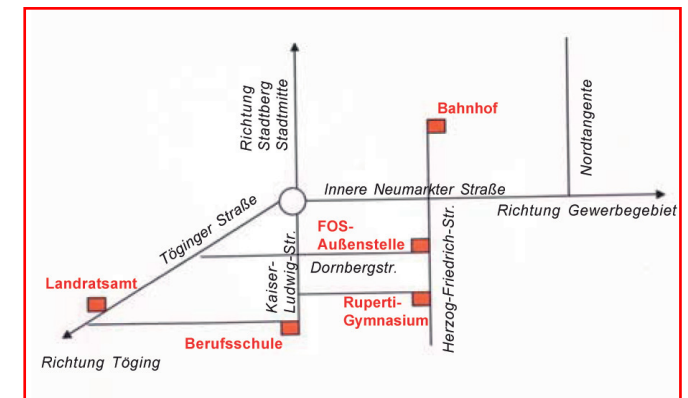 Richtung
Stadtberg
Stadtmitte
Bahnhof
Nordtangente
Innere Neumarkter Straße
Richtung Gewerbegebiet
Töginger Straße
FOS-
Außenstelle
Kaiser-
Ludwig-Str.
Dornbergstr.
Herzog-Friedrich-Str.
Landratsamt
Ruperti-
Gymnasium
Berufsschule
Richtung Töging